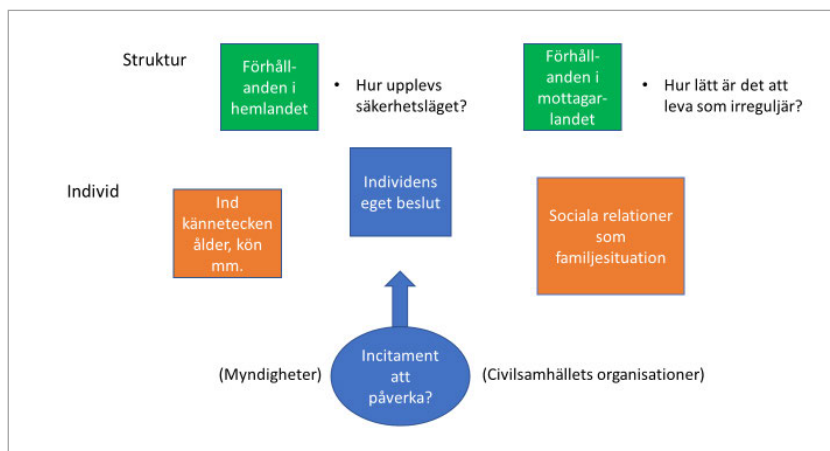 Struktur
Förhåll-
anden i
hemlandet
• Hur upplevs
säkerhetsläget?
Förhåll-
anden i
mottagar-
landet
• Hur lätt är det att
leva som irreguljär?
Individ
Ind
kännetecken
ålder, kön
mm.
Individens
eget beslut
Sociala relationer
som
familjesituation
(Myndigheter)
Incitament
att
påverka?
(Civilsamhällets organisationer)